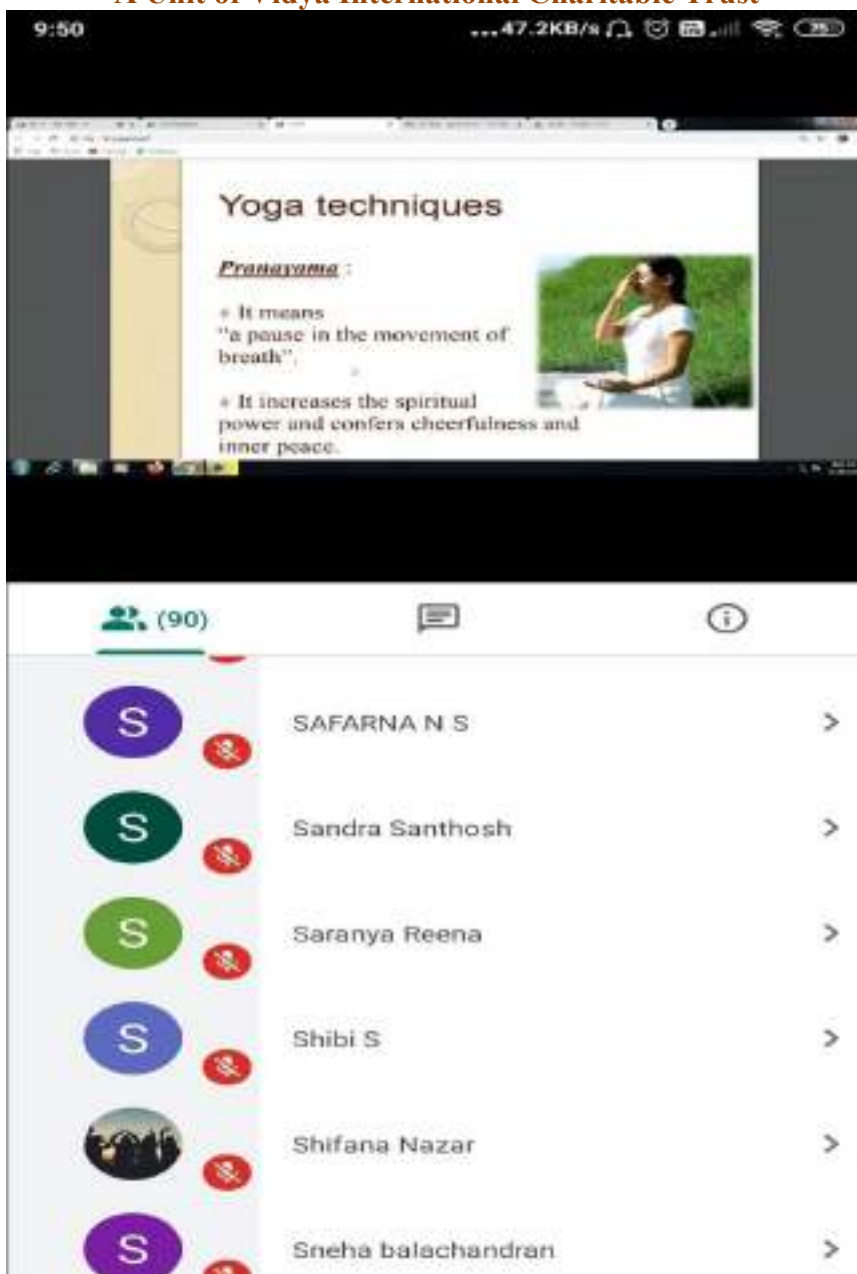 A Unit of Vidya International Charitable Trust
9:50
...47.2KB/s
75
Yoga techniques
Pranayama :
It means
"a pause in the movement of
breath".
It increases the spiritual
power and confers cheerfulness and
inner peace.
(90)
S
SAFARNA N S
S
Sandra Santhosh
S
Saranya Reena
S
Shibi S
Shifana Nazar
S
Sneha balachandran